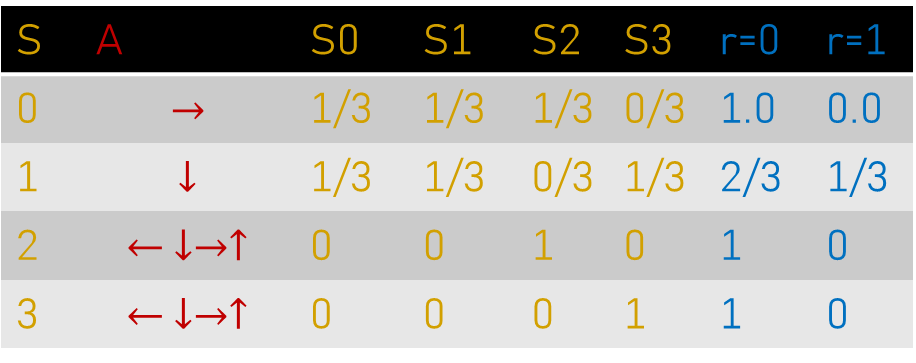 S A S0 S1 S2 S3 r=0 r=1
0 → 1/3 1/3 1/3 0/3 1.0 0.0
1 ↓ 1/3 1/3 0/3 1/3 2/3 1/3
2 ← ↓→↑ 0 0 1 0 1 0
3 ← ↓→↑ 0 0 0 1 1 0